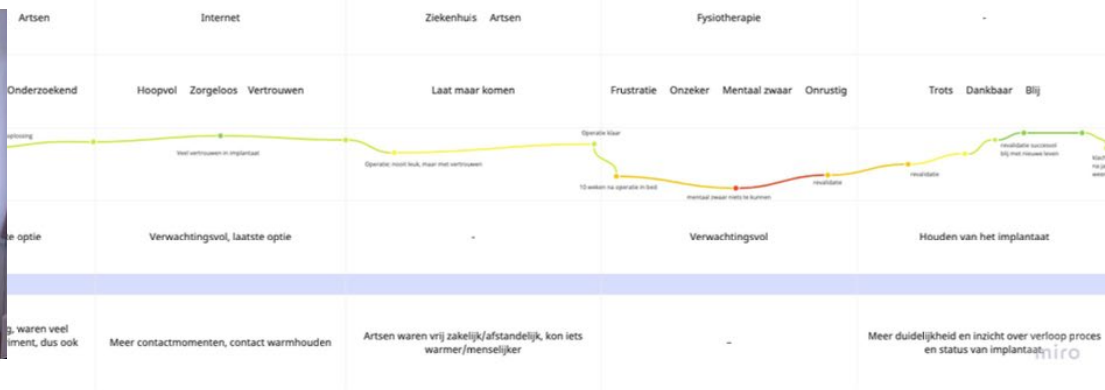 Artsen
Internet
Ziekenhuis Artsen
Fysiotherapie
-
Onderzoekend
Hoopvol Zorgeloos Vertrouwen
Laat maar komen
Frustratie Onzeker Mentaal zwaar Onrustig
Trots Dankbaar Blij
oplossing
Veel vertrouwen in implantaat
Operatie: nooit leuk, maar met vertrouwen
Operatie klaar
10 weken na operatie in bed
mentaal zwaar niets te kunnen
revalidatie
revalidatie
revalidatie succesvol
blij met nieuwe leven
na
te optie
Verwachtingsvol, laatste optie
-
Verwachtingsvol
Houden van het implantaat
g, waren veel
riment, dus ook
Meer contactmomenten, contact warmhouden
Artsen waren vrij zakelijk/afstandelijk, kon iets
warmer/menselijker
-
Meer duidelijkheid en inzicht over verloop proces
en status van implantaat
miro